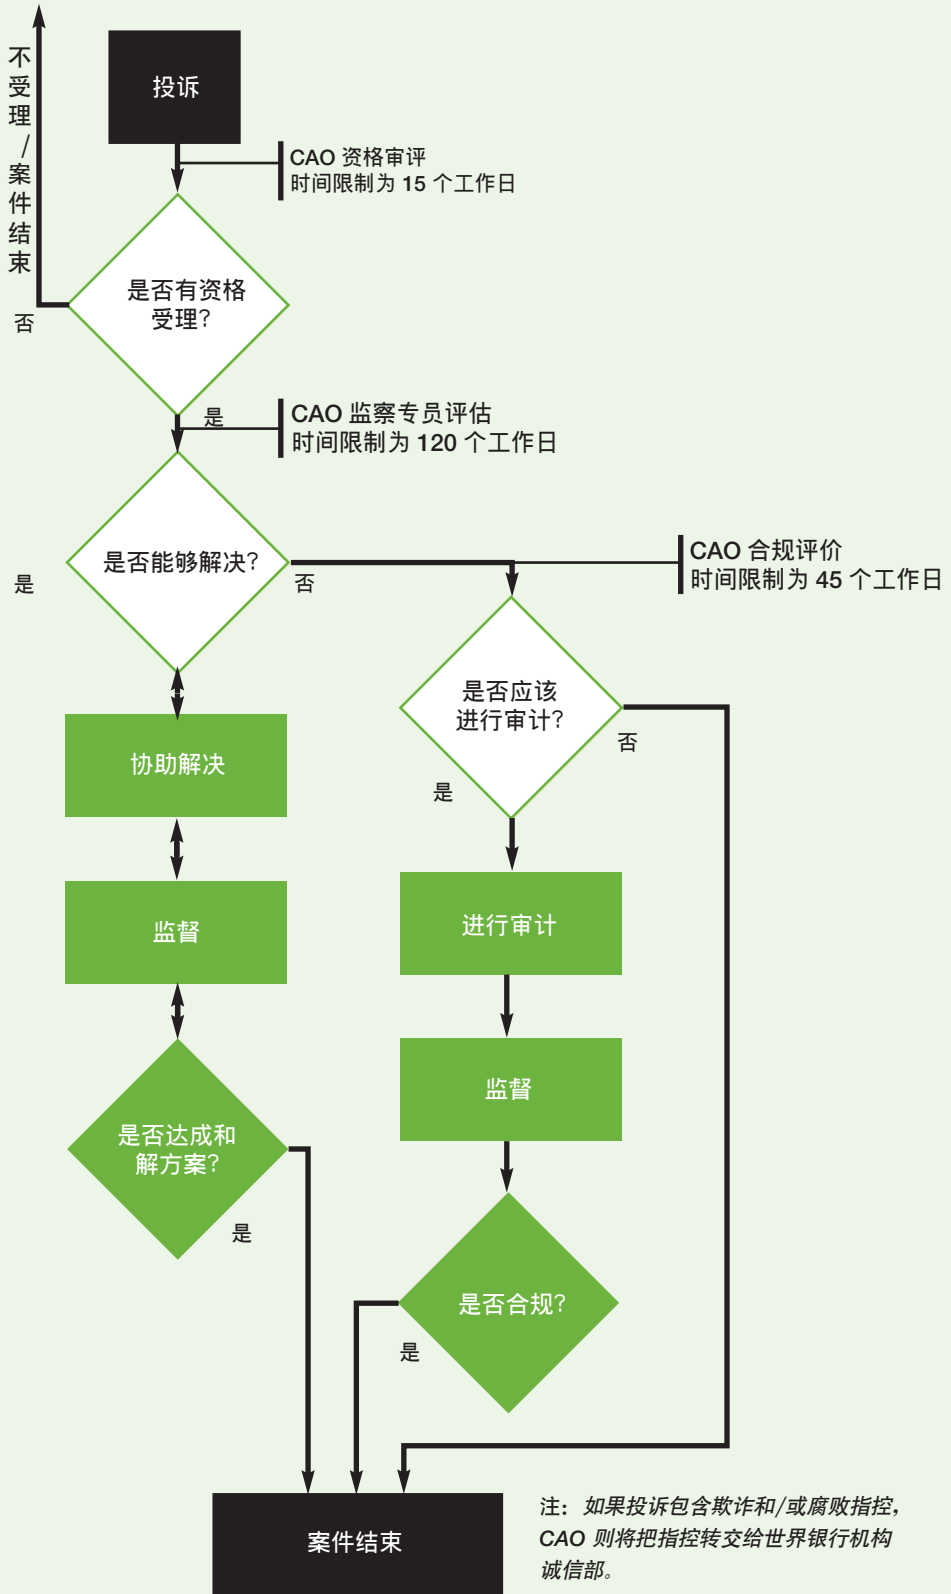 不受理/案件结束
投诉
CAO 资格审评
时间限制为 15 个工作日
是否有资格
受理？
否
是
CAO 监察专员评估
时间限制为 120 个工作日
是否能够解决？
是
否
CAO 合规评价
时间限制为 45 个工作日
是否应该
进行审计？
否
是
协助解决
进行审计
监督
监督
是否达成和
解方案？
是
是否合规？
是
案件结束
注：如果投诉包含欺诈和/或腐败指控，
CAO 则将把指控转交给世界银行机构
诚信部。